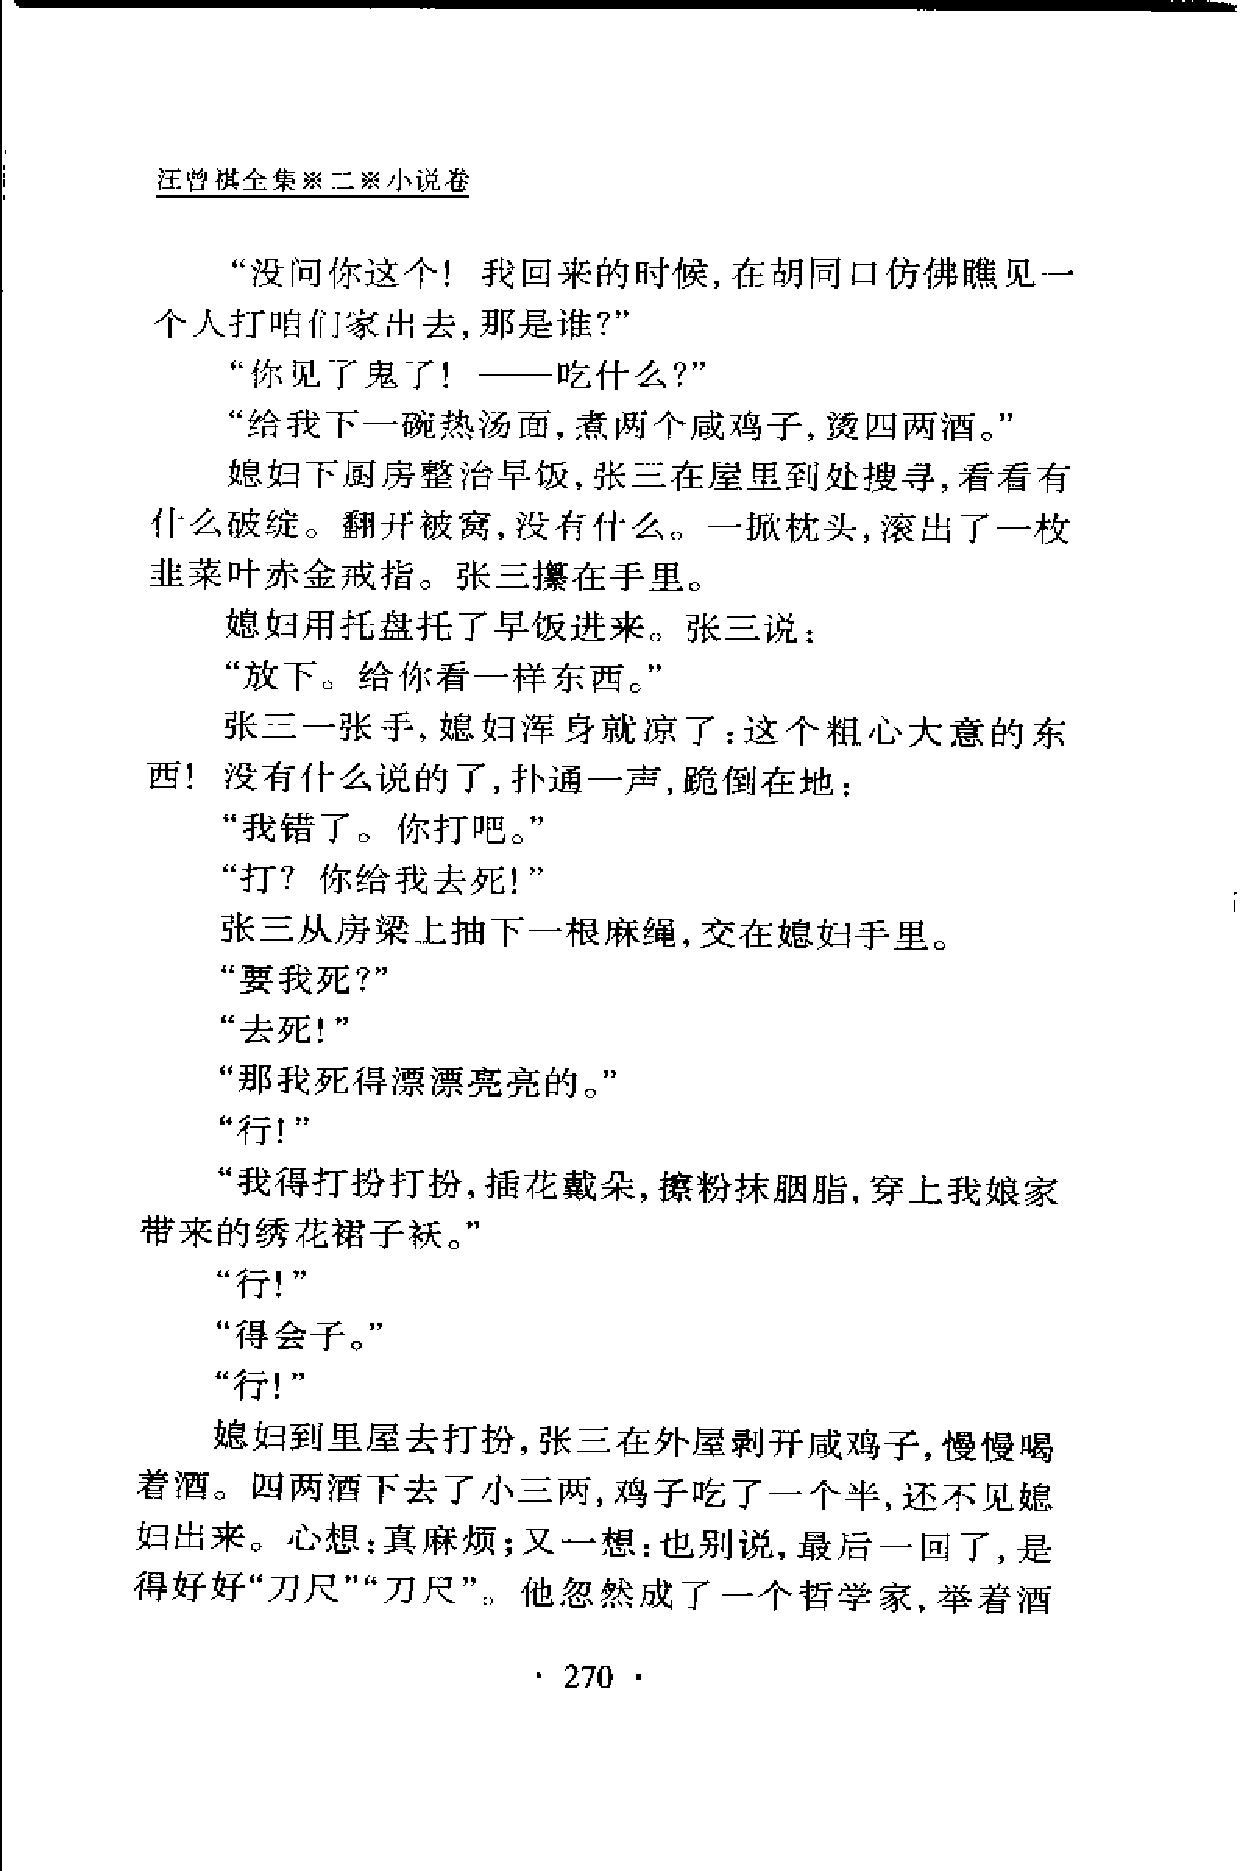 汪曾祺全集※二※小说卷
“没问你这个！我回来的时候，在胡同口仿佛瞧见一
个人打咱们家出去，那是谁？”
“你见了鬼了！——吃什么？”
“给我下一碗热汤面，煮两个咸鸡子，烫四两酒。”
媳妇下厨房整治早饭，张三在屋里到处搜寻，看看有
什么破绽。翻开被窝，没有什么。一掀枕头，滚出了一枚
韭菜叶赤金戒指。张三攥在手里。
媳妇用托盘托了早饭进来。张三说：
“放下。给你看一样东西。”
张三一张手，媳妇浑身就凉了：这个粗心大意的东
西！没有什么说的了，扑通一声，跪倒在地：
“我错了。你打吧。”
“打？你给我去死！”
张三从房梁上抽下一根麻绳，交在媳妇手里。
“要我死？”
“去死！”
“那我死得漂漂亮亮的。”
“行！”
“我得打扮打扮，插花戴朵，擦粉抹胭脂，穿上我娘家
带来的绣花裙子袄。”
“行！”
“得会子。”
“行！”
媳妇到里屋去打扮，张三在外屋剥开咸鸡子，慢慢喝
着酒。四两酒下去了小三两，鸡子吃了一个半，还不见媳
妇出来。心想：真麻烦；又一想：也别说，最后一回了，是
得好好“刀尺”“刀尺”。他忽然成了一个哲学家，举着酒
· 270 ·